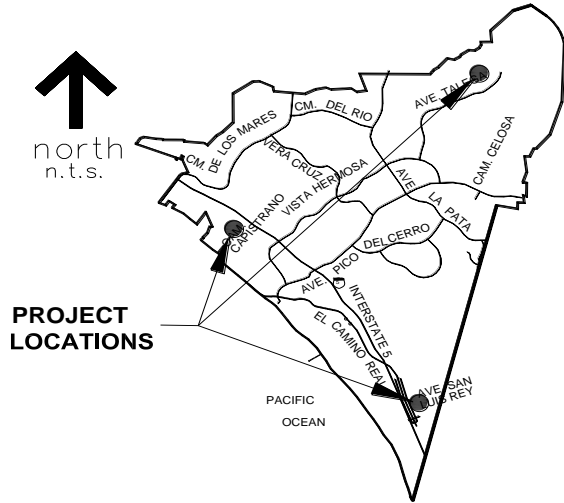 north
n.t.s.
CM. DE LOS MARES
CM. DEL RIO
AVE. TALEGA
CAM. CELOSA
VERA CRUZ
VISTA HERMOSA
AVE. LA PATA
CAPISTRANO
AVE. PICO
DEL CERRO
INTERSTATE 5
EL CAMINO REAL
PROJECT
LOCATIONS
AVE. SAN
LUIS REY
PACIFIC
OCEAN